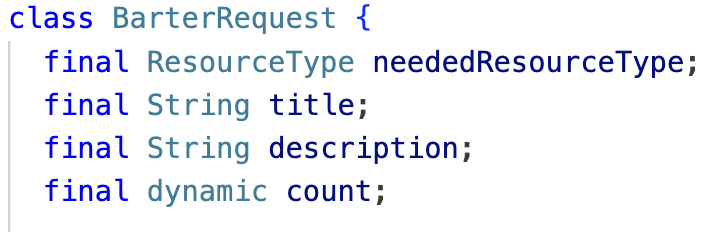 class BarterRequest {
final ResourceType neededResourceType;
final String title;
final String description;
final dynamic count;